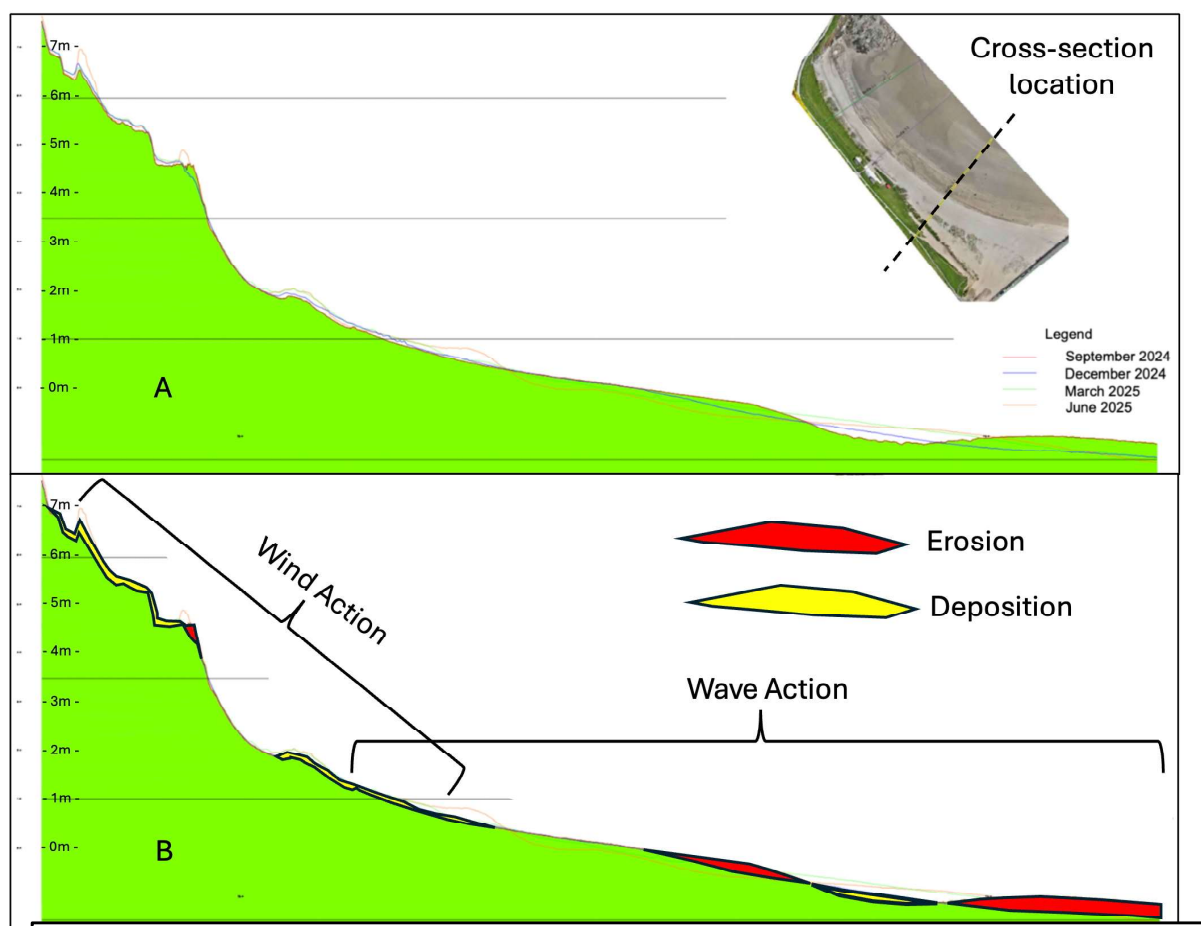 Cross-section
location
7m -
6m -
5m -
4m -
3m -
2m -
1m -
0m -
A
Legend
September 2024
December 2024
March 2025
June 2025
7m -
6m -
5m -
4m -
3m -
2m -
1m -
0m -
B
Wind Action
Wave Action
Erosion
Deposition